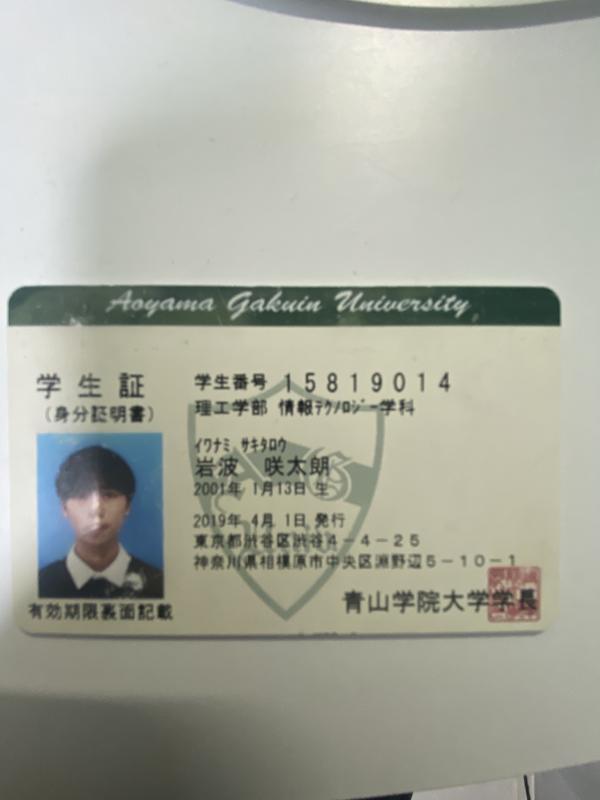 Aoyama Gakuin University
学生証
(身分証明書)
学生番号 15819014
理工学部 情報ﾃｸﾉﾛｼﾞｰ学科
ｲﾜﾅﾐ ｻｷﾀﾛｳ
岩波 咲太朗
2001年 1月13日 生
2019年 4月 1日 発行
東京都渋谷区渋谷4-4-25
神奈川県相模原市中央区淵野辺5-10-1
青山学院大学学長
有効期限裏面記載